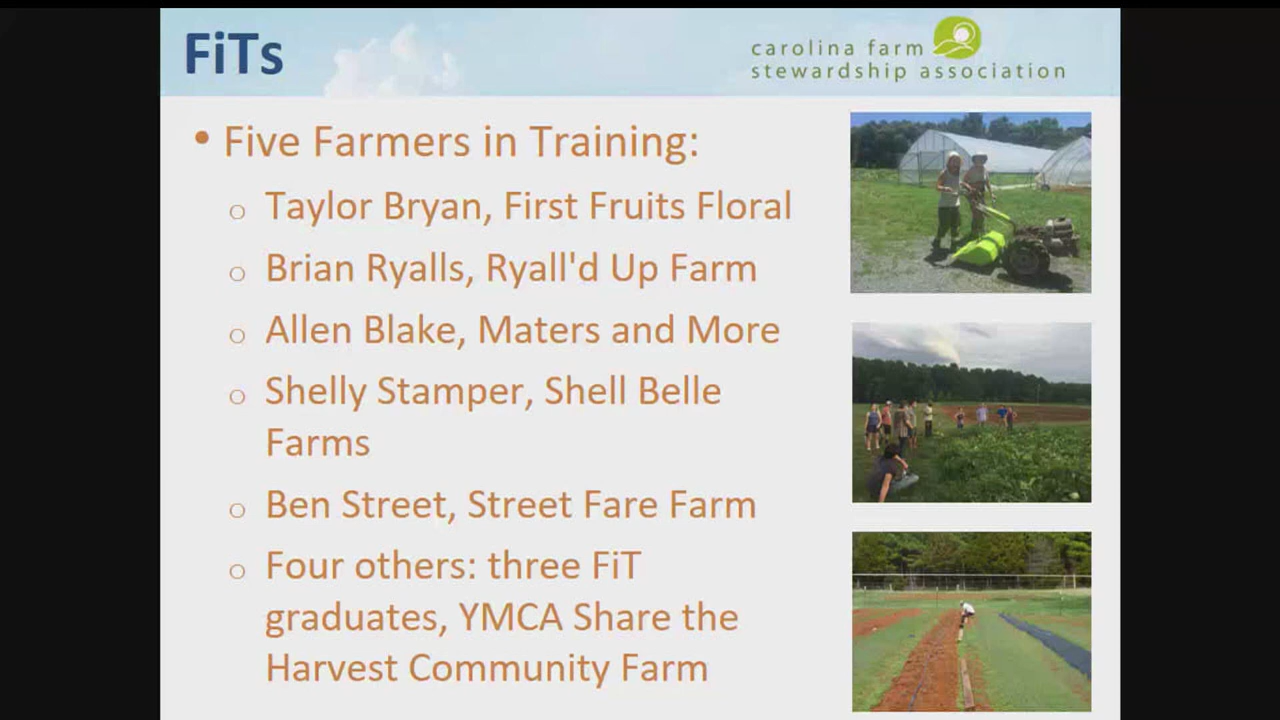 FiTs
carolina farm
stewardship association
• Five Farmers in Training:
o Taylor Bryan, First Fruits Floral
o Brian Ryalls, Ryall'd Up Farm
o Allen Blake, Maters and More
o Shelly Stamper, Shell Belle
Farms
o Ben Street, Street Fare Farm
o Four others: three FiT
graduates, YMCA Share the
Harvest Community Farm